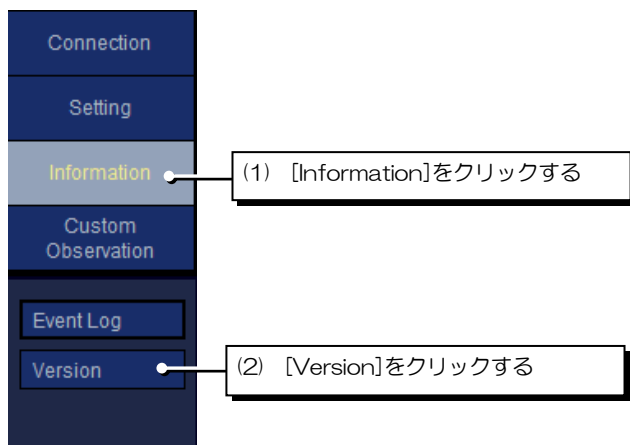 Connection
Setting
Information
(1) [Information]をクリックする
Custom
Observation
Event Log
Version
(2) [Version]をクリックする